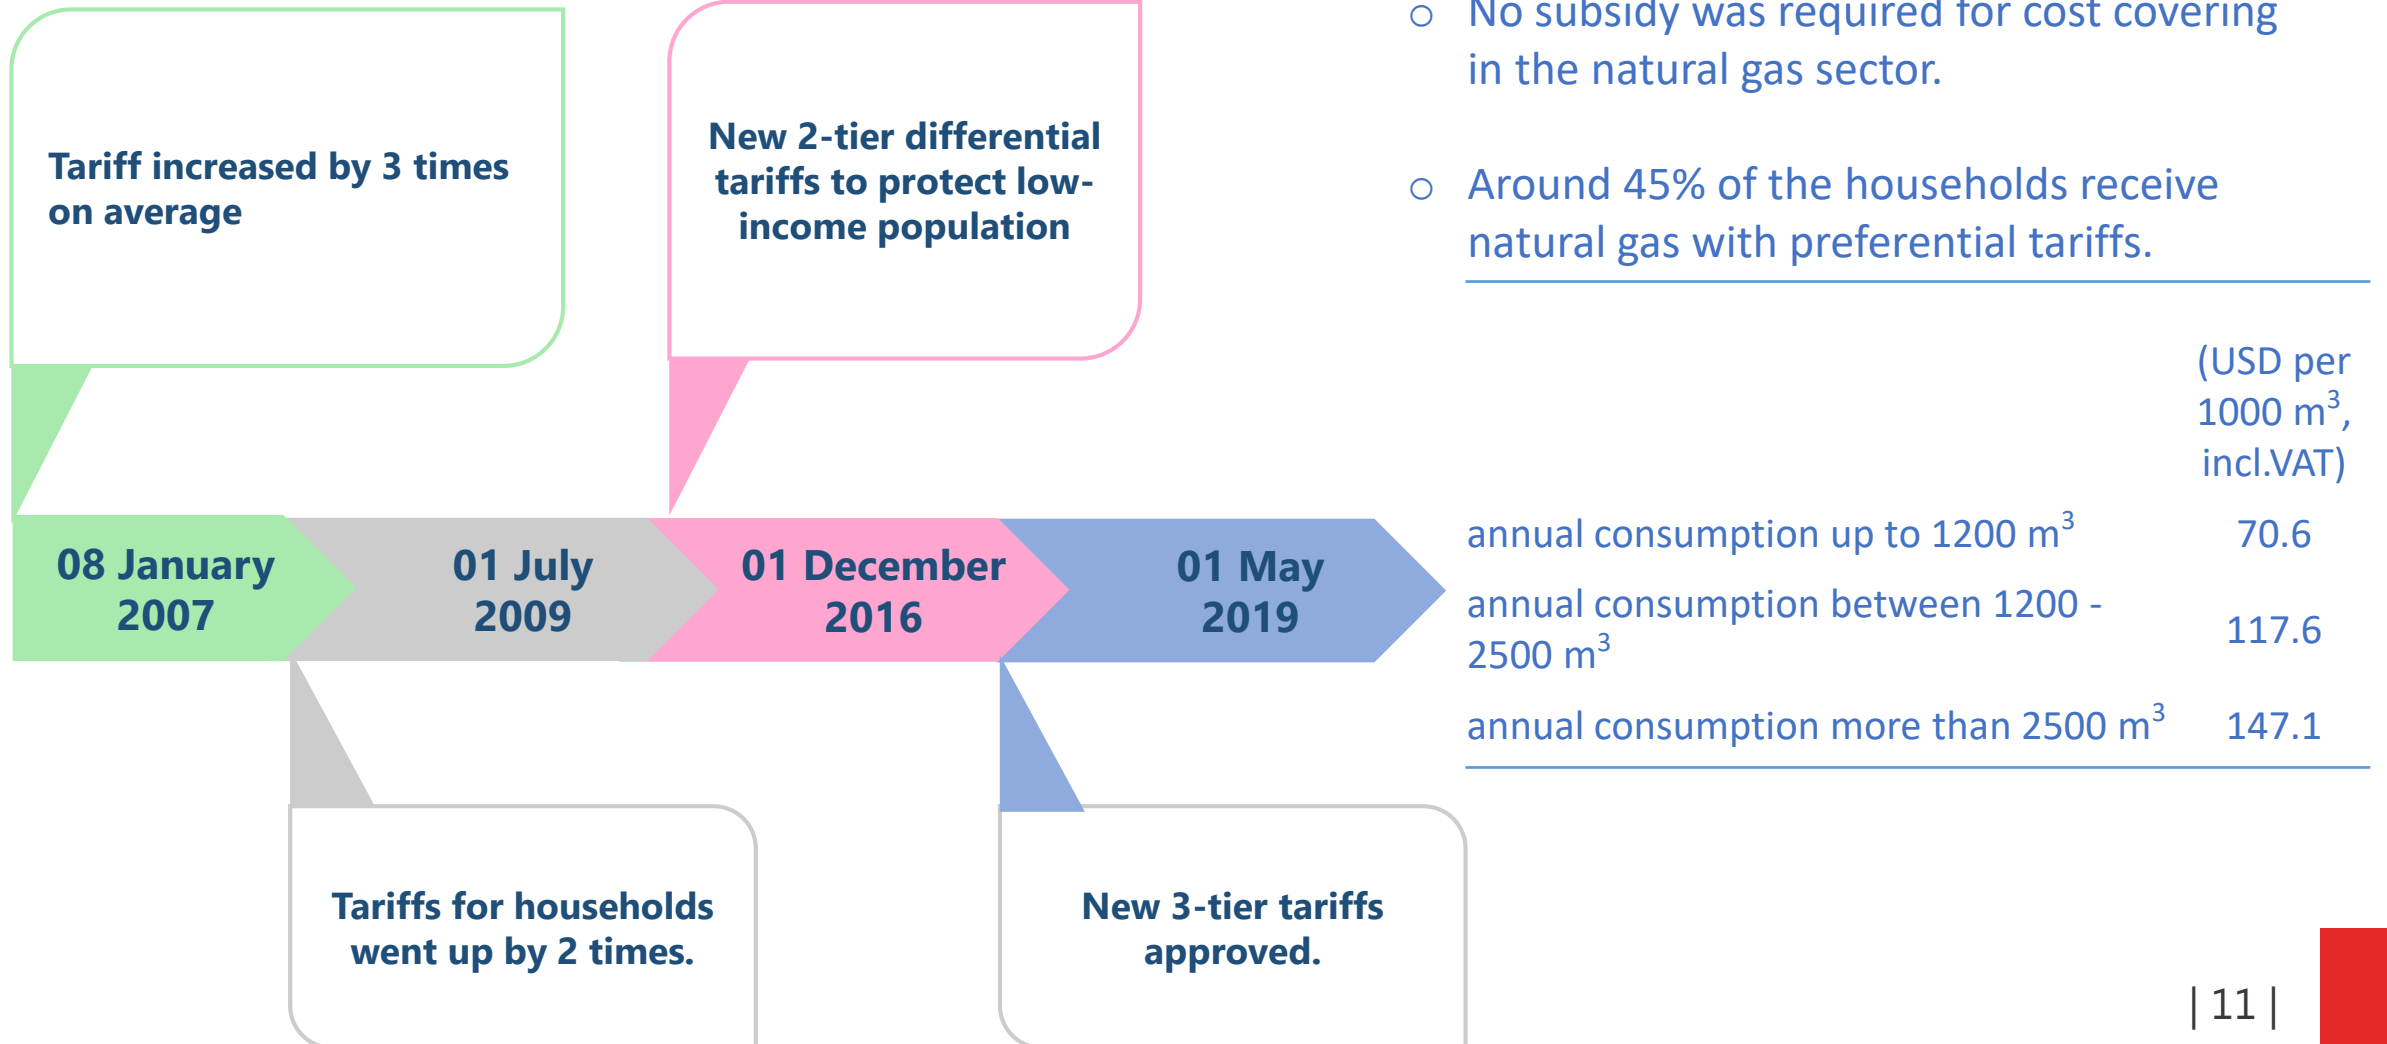 Tariff increased by 3 times
on average
New 2-tier differential
tariffs to protect low-
income population
08 January
2007
01 July
2009
01 December
2016
01 May
2019
Tariffs for households
went up by 2 times.
New 3-tier tariffs
approved.
○ No subsidy was required for cost covering
in the natural gas sector.
○ Around 45% of the households receive
natural gas with preferential tariffs.
(USD per
1000 m³,
incl.VAT)
annual consumption up to 1200 m³ 70.6
annual consumption between 1200 -
2500 m³ 117.6
annual consumption more than 2500 m³ 147.1
| 11 |